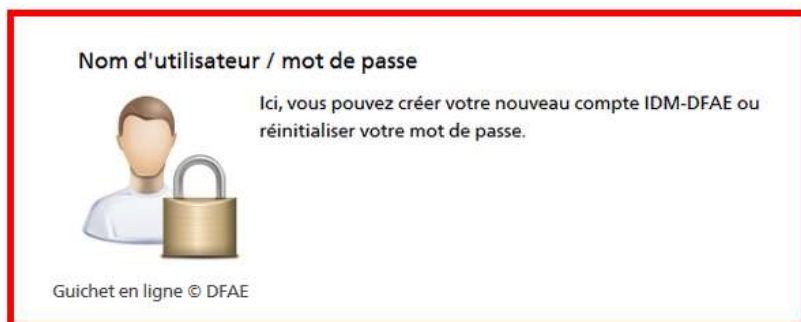 Nom d'utilisateur / mot de passe
Ici, vous pouvez créer votre nouveau compte IDM-DFAE ou
réinitialiser votre mot de passe.
Guichet en ligne © DFAE